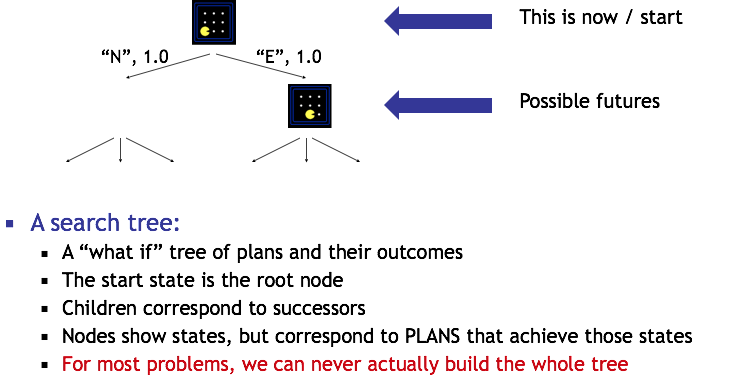 This is now / start
“N”, 1.0 “E”, 1.0
Possible futures
A search tree:
A “what if” tree of plans and their outcomes
The start state is the root node
Children correspond to successors
Nodes show states, but correspond to PLANS that achieve those states
For most problems, we can never actually build the whole tree